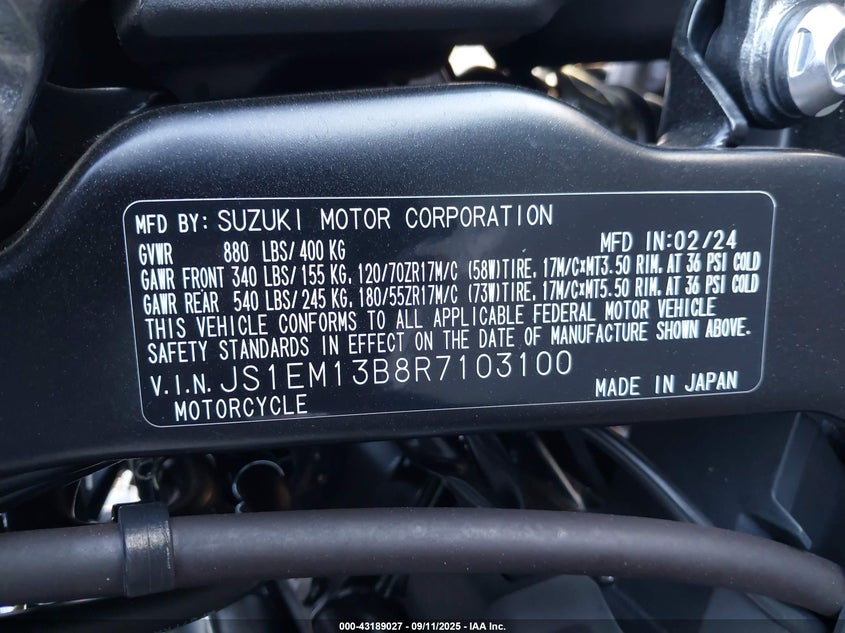 MFD BY: SUZUKI MOTOR CORPORATION
GVWR 880 LBS/400 KG MFD IN:02/24
GAWR FRONT 340 LBS/155 KG, 120/70ZR17M/C (58W)TIRE, 17M/C×MT3.50 RIM. AT 36 PSI COLD
GAWR REAR 540 LBS/245 KG, 180/55ZR17M/C (73W)TIRE, 17M/C×MT5.50 RIM. AT 36 PSI COLD
THIS VEHICLE CONFORMS TO ALL APPLICABLE FEDERAL MOTOR VEHICLE
SAFETY STANDARDS IN EFFECT ON THE DATE OF MANUFACTURE SHOWN ABOVE.
V.I.N. JS1EM13B8R7103100 MADE IN JAPAN
MOTORCYCLE
000-43189027 - 09/11/2025 - IAA Inc.